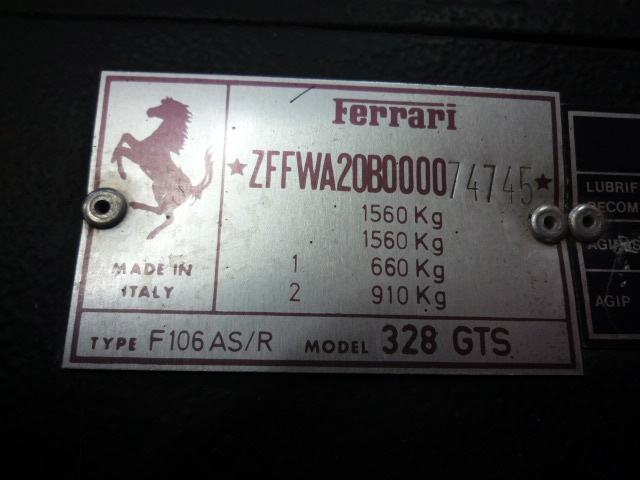 Ferrari
★ZFFWA20B000074745★
1560 Kg
1560 Kg
1 660 Kg
2 910 Kg
MADE IN
ITALY
TYPE F106 AS/R MODEL 328 GTS
LUBRIF
AGIP